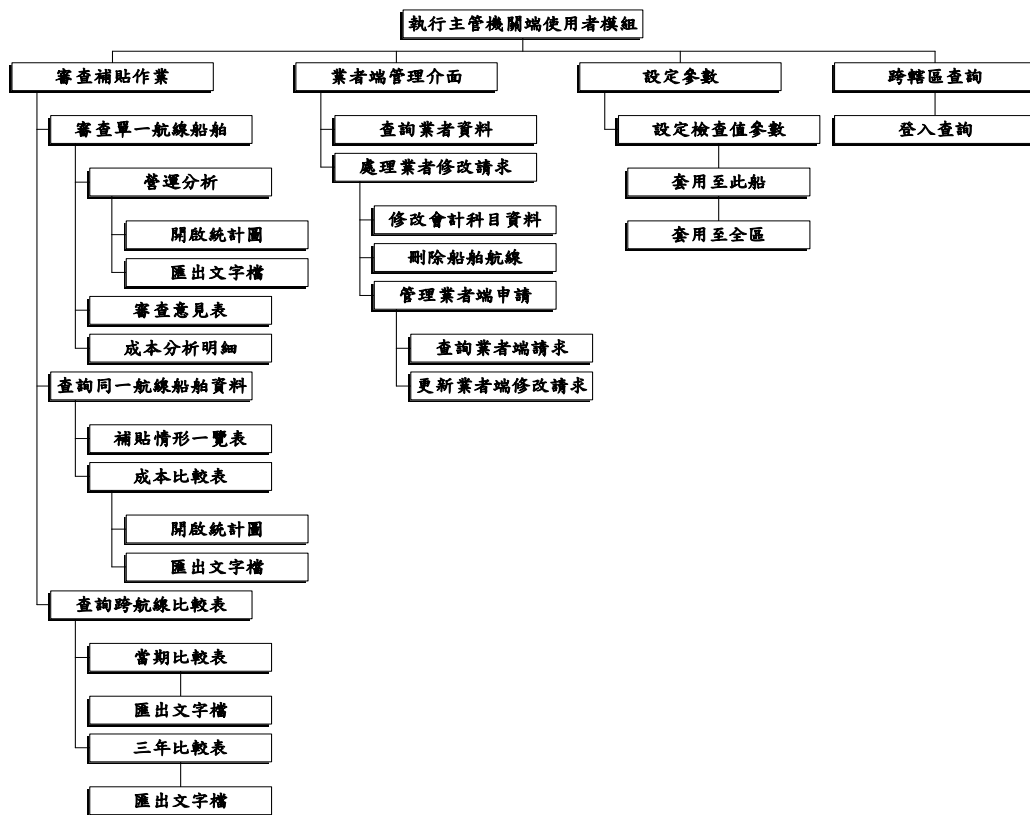 執行主管機關端使用者模組
審查補貼作業
審查單一航線船舶
營運分析
開啟統計圖
匯出文字檔
審查意見表
成本分析明細
查詢同一航線船舶資料
補貼情形一覽表
成本比較表
開啟統計圖
匯出文字檔
查詢跨航線比較表
當期比較表
匯出文字檔
三年比較表
匯出文字檔
業者端管理介面
查詢業者資料
處理業者修改請求
修改會計科目資料
刪除船舶航線
管理業者端申請
查詢業者端請求
更新業者端修改請求
設定參數
設定檢查值參數
套用至此船
套用至全區
跨轄區查詢
登入查詢